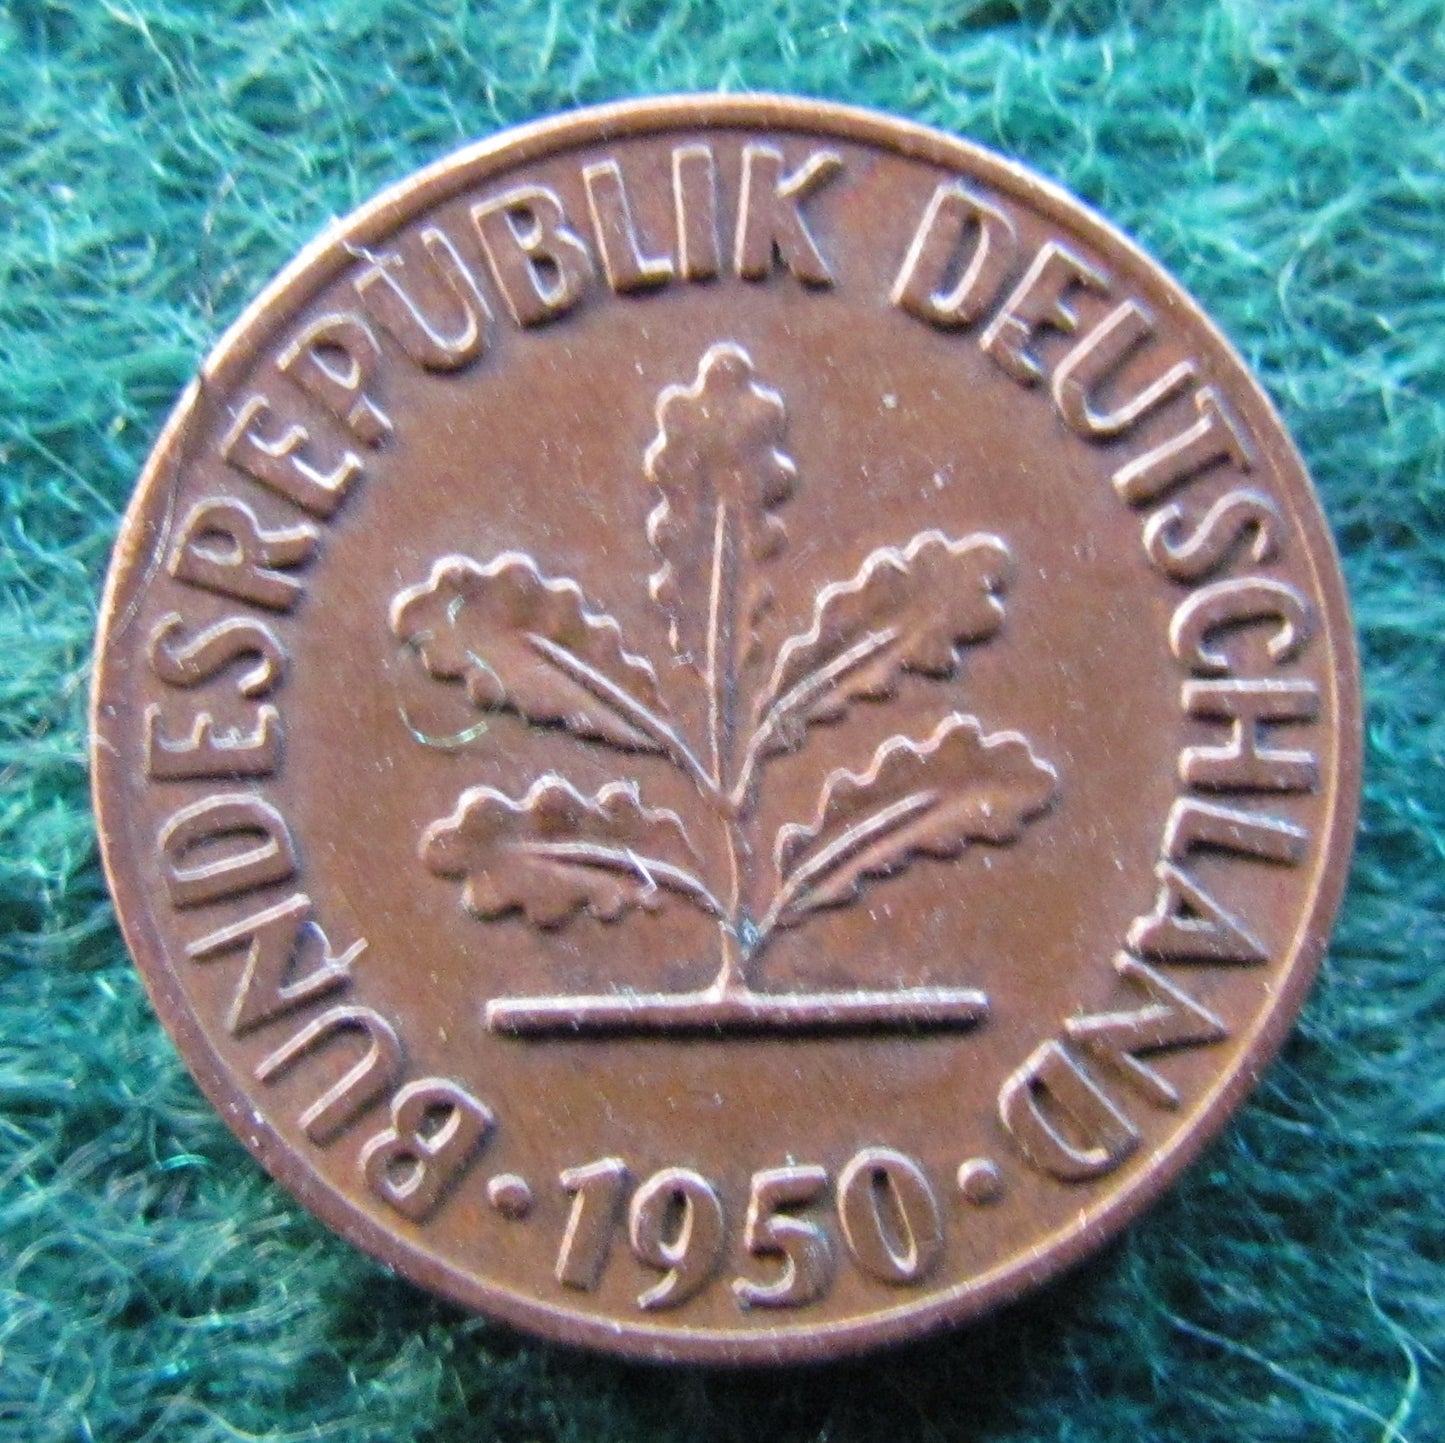 BUNDESREPUBLIK DEUTSCHLAND
· 1950 ·